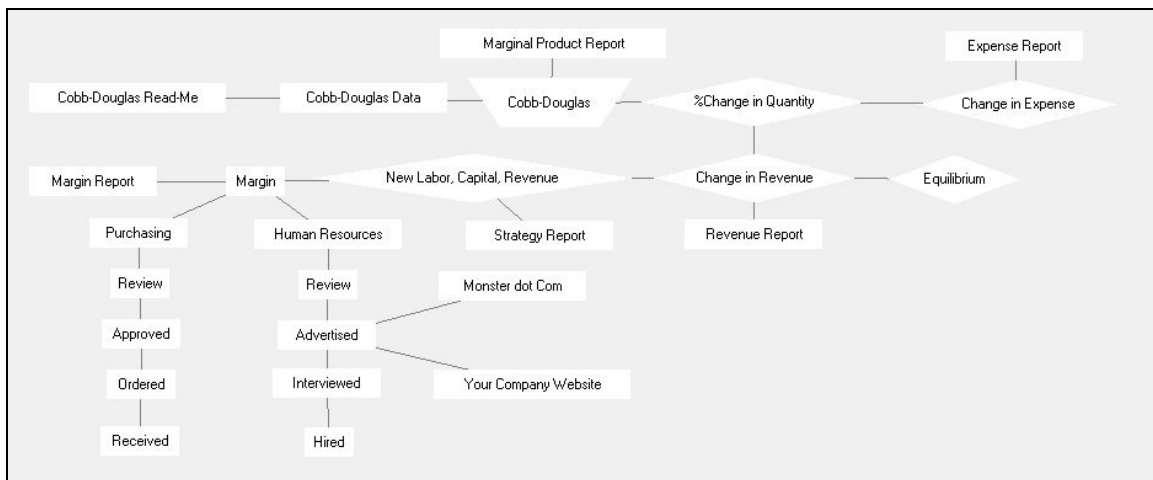 Marginal Product Report
Expense Report
Cobb-Douglas Read-Me
Cobb-Douglas Data
Cobb-Douglas
%Change in Quantity
Change in Expense
Margin Report
Margin
New Labor, Capital, Revenue
Change in Revenue
Equilibrium
Purchasing
Human Resources
Strategy Report
Revenue Report
Review
Review
Monster dot Com
Approved
Advertised
Ordered
Interviewed
Your Company Website
Received
Hired